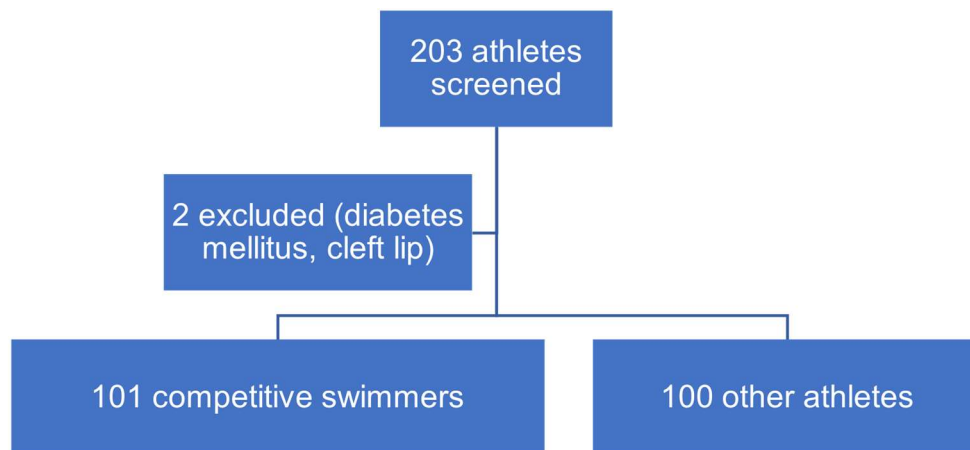 203 athletes
screened
2 excluded (diabetes
mellitus, cleft lip)
101 competitive swimmers
100 other athletes